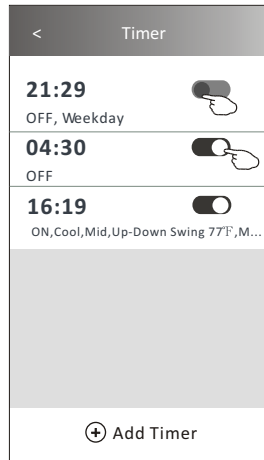 < Timer
21:29
OFF, Weekday
04:30
OFF
16:19
ON,Cool,Mid,Up-Down Swing 77℉,M...
Add Timer